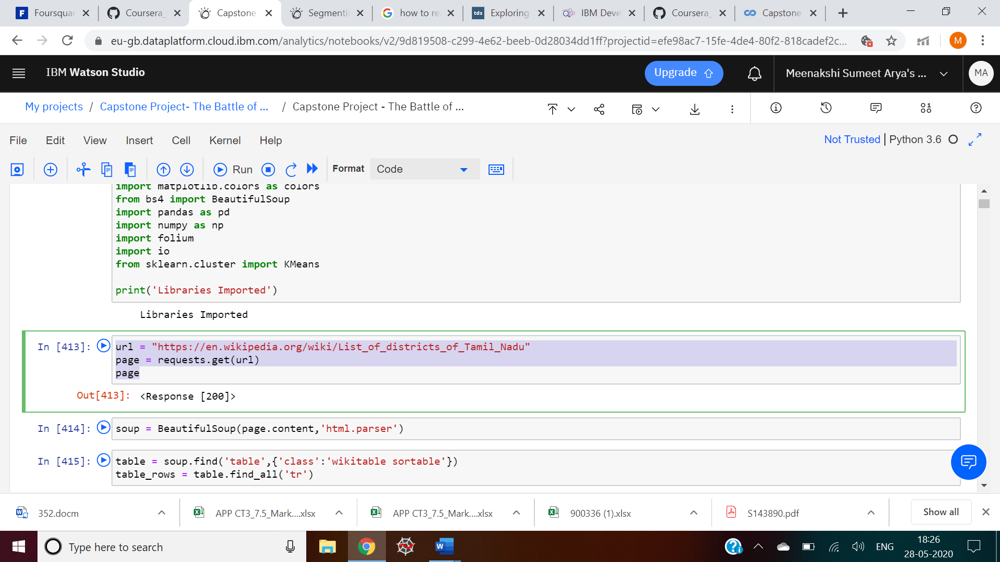 Foursquar
Coursera_
Capstone
Segmenti
how to re
tds
Exploring
IBM Deve
Coursera_
Capstone
eu-gb.dataplatform.cloud.ibm.com/analytics/notebooks/v2/9d819508-c299-4e62-beeb-0d28034dd1ff?projectid=efe98ac7-15fe-4de4-80f2-818cadef2c...
M
IBM Watson Studio
Upgrade
Meenakshi Sumeet Arya's ...
MA
My projects / Capstone Project- The Battle of ... / Capstone Project - The Battle of ...
File Edit View Insert Cell Kernel Help
Not Trusted | Python 3.6
Run
Format
Code
import matplotlib.colors as colors
from bs4 import BeautifulSoup
import pandas as pd
import numpy as np
import folium
import io
from sklearn.cluster import KMeans
print('Libraries Imported')
Libraries Imported
In [413]:
url = "https://en.wikipedia.org/wiki/List_of_districts_of_Tamil_Nadu"
page = requests.get(url)
page
Out[413]: <Response [200]>
In [414]:
soup = BeautifulSoup(page.content,'html.parser')
In [415]:
table = soup.find('table',{'class':'wikitable sortable'})
table_rows = table.find_all('tr')
352.docm
APP CT3_7.5_Mark....xlsx
APP CT3_7.5_Mark....xlsx
900336 (1).xlsx
S143890.pdf
Show all
Type here to search
ENG
18:26
28-05-2020